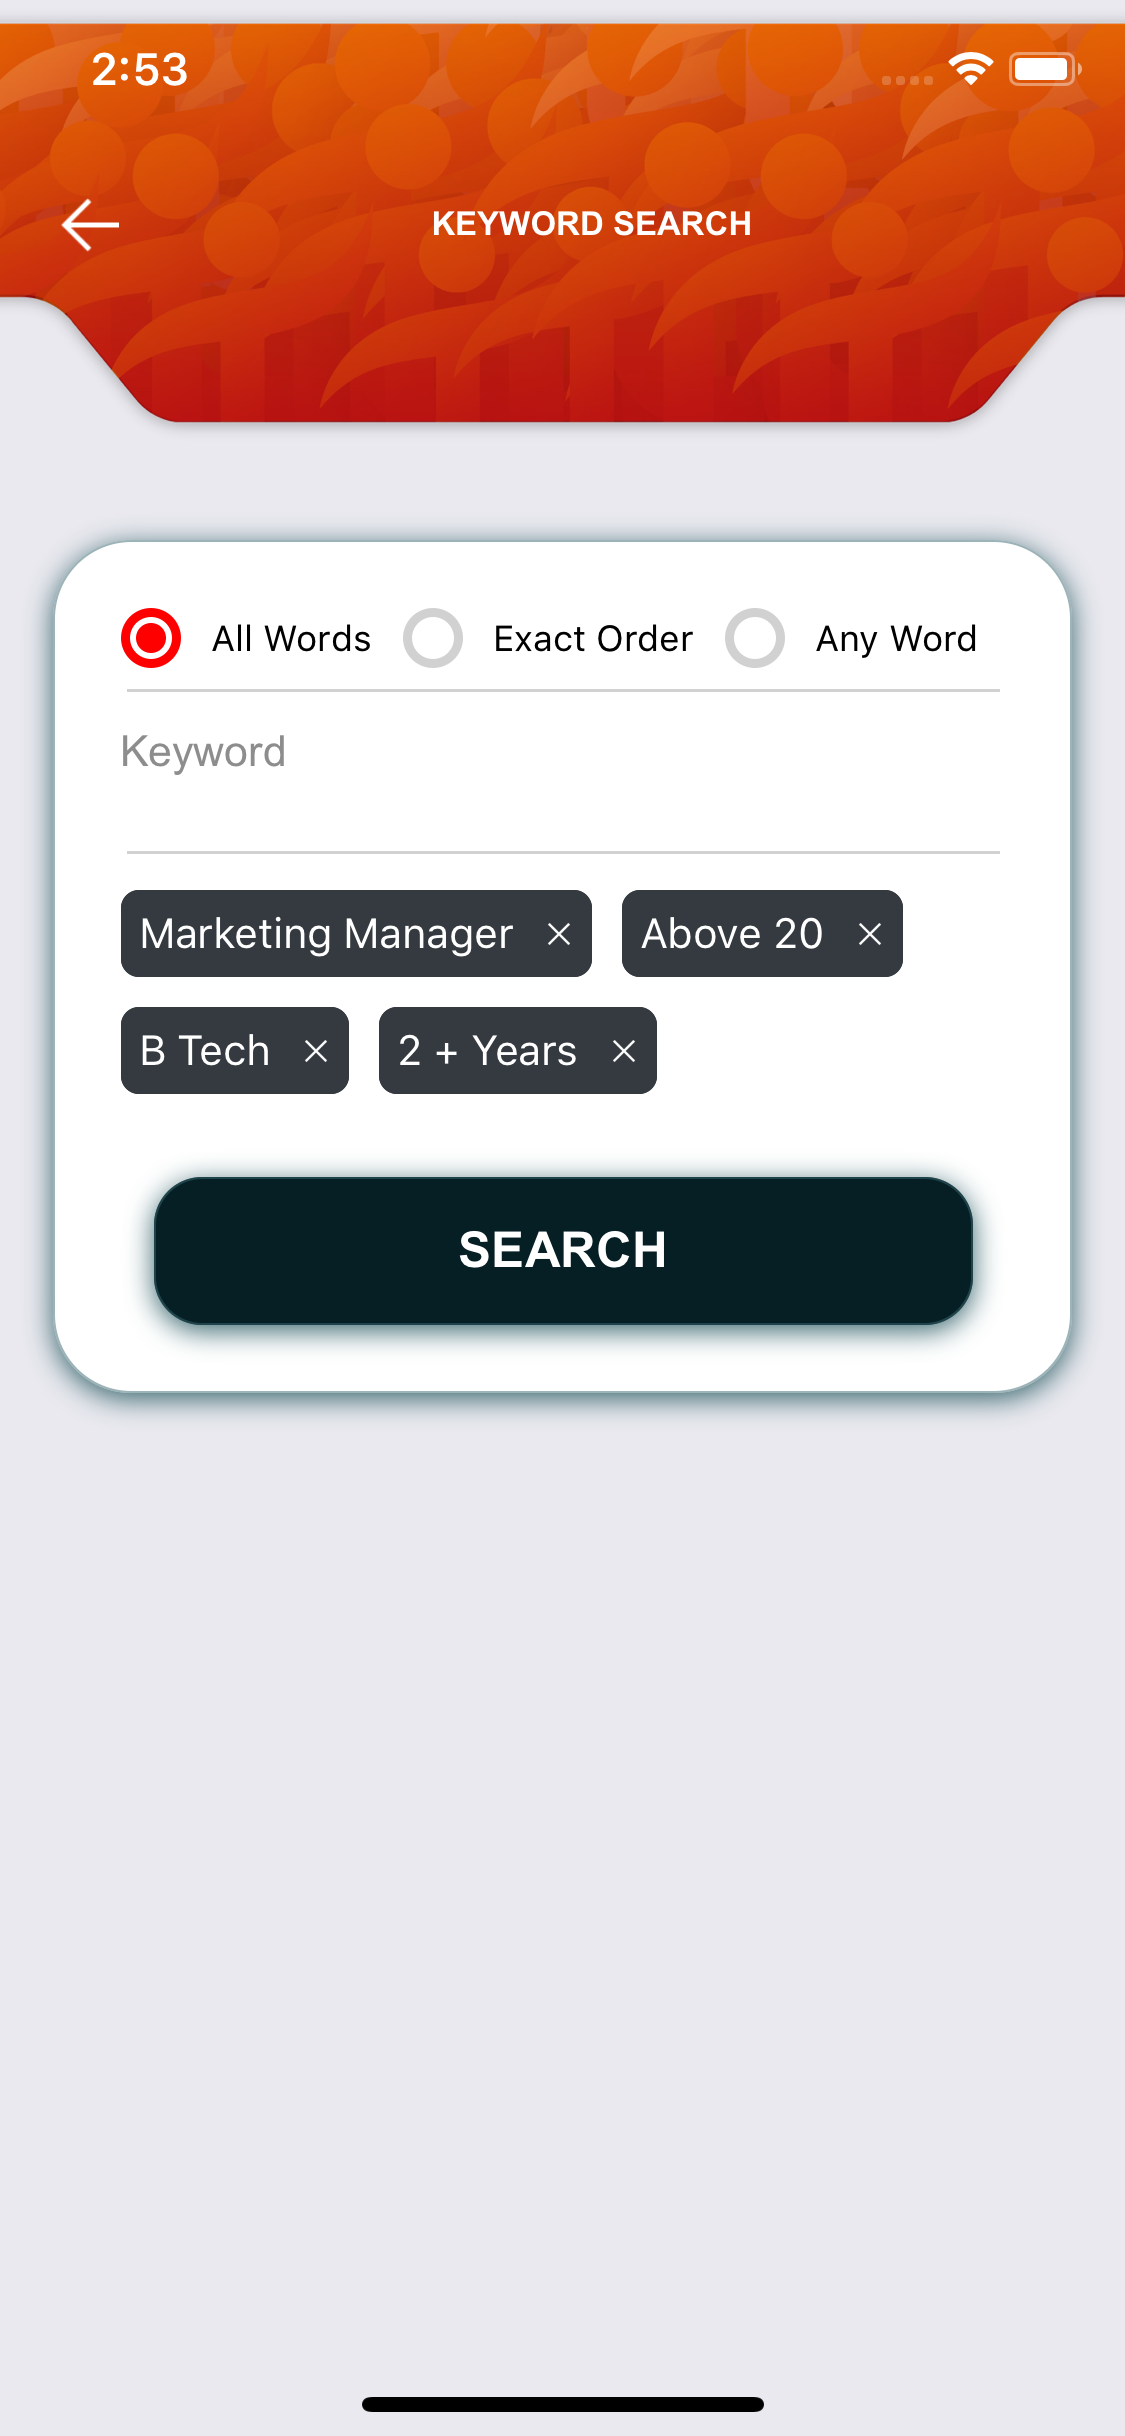 2:53
KEYWORD SEARCH
All Words Exact Order Any Word
Keyword
Marketing Manager × Above 20 ×
B Tech × 2 + Years ×
SEARCH